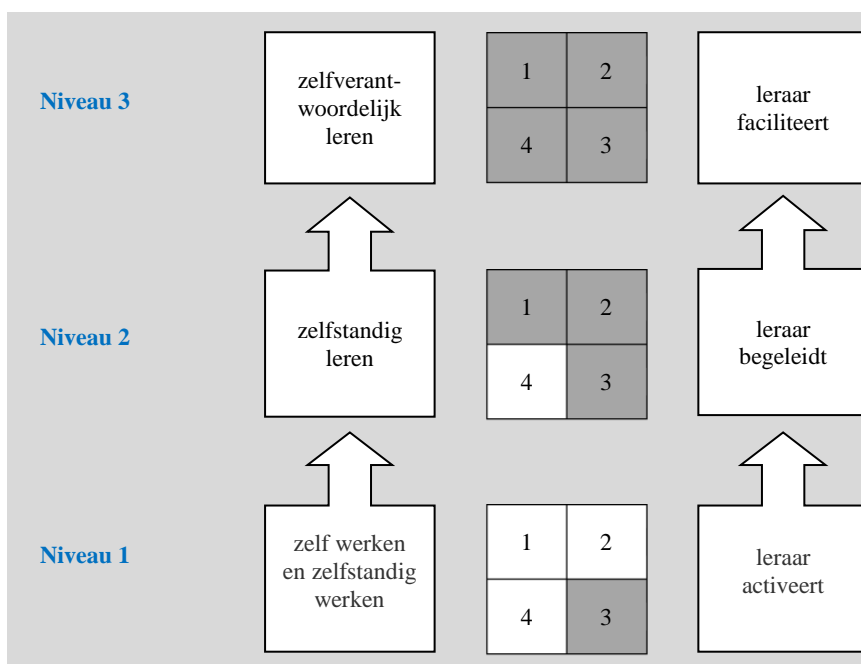 Niveau 3
zelfverant-
woordelijk
leren
1 2
4 3
leraar
faciliteert
Niveau 2
zelfstandig
leren
1 2
4 3
leraar
begeleidt
Niveau 1
zelf werken
en zelfstandig
werken
1 2
4 3
leraar
activeert